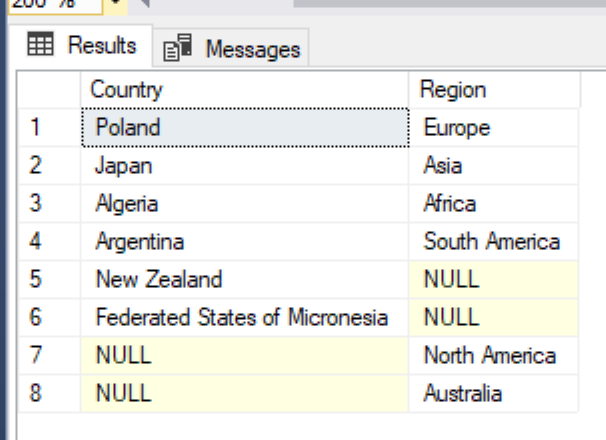 200 %
Results Messages
Country Region
1 Poland Europe
2 Japan Asia
3 Algeria Africa
4 Argentina South America
5 New Zealand NULL
6 Federated States of Micronesia NULL
7 NULL North America
8 NULL Australia